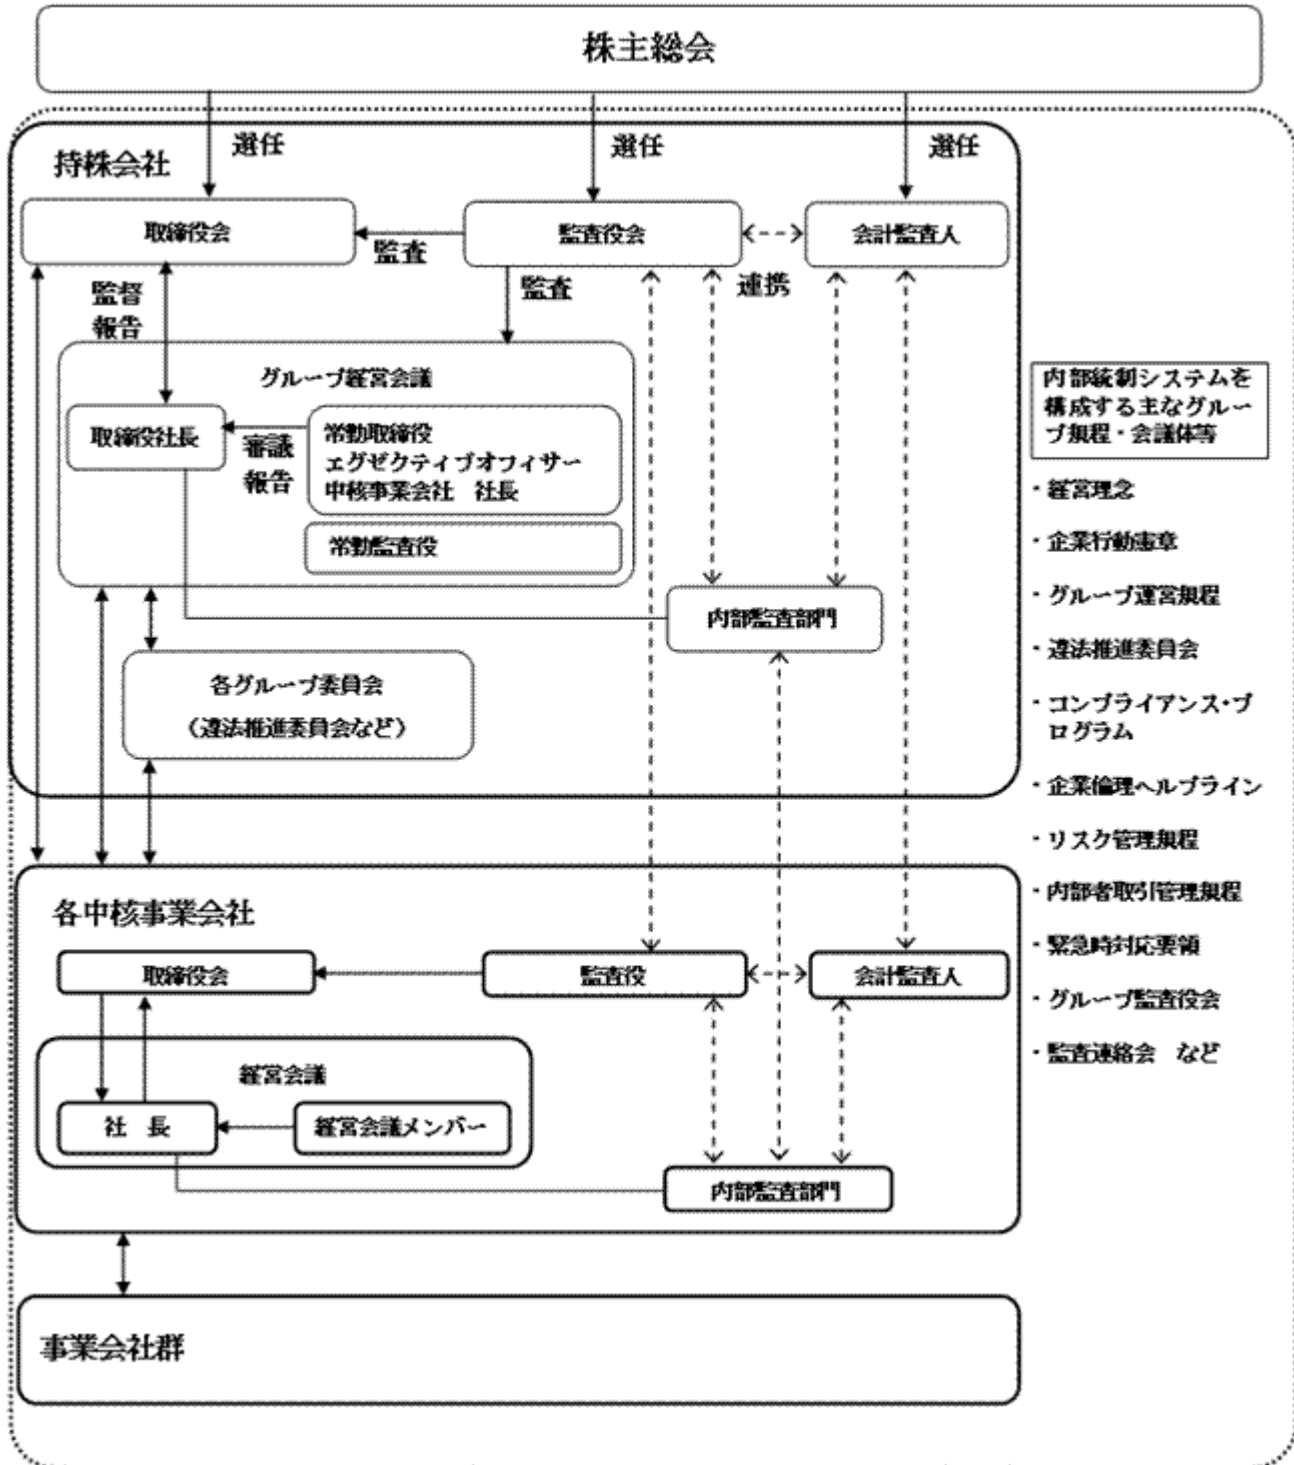 株主総会
選任
選任
選任
持株会社
取締役会
監査役会
会計監査人
監査
監査
連携
監督
報告
グループ経営会議
取締役社長
審議
報告
常勤取締役
エグゼクティブオフィサー
中核事業会社 社長
常勤監査役
内部監査部門
各グループ委員会
(遵法推進委員会など)
各中核事業会社
取締役会
監査役
会計監査人
経営会議
社 長
経営会議メンバー
内部監査部門
事業会社群
内部統制システムを
構成する主なグルー
プ規程・会議体等
・経営理念
・企業行動憲章
・グループ運営規程
・遵法推進委員会
・コンプライアンス・プ
ログラム
・企業倫理ヘルプライン
・リスク管理規程
・内部者取引管理規程
・緊急時対応要領
・グループ監査役会
・監査連絡会 など